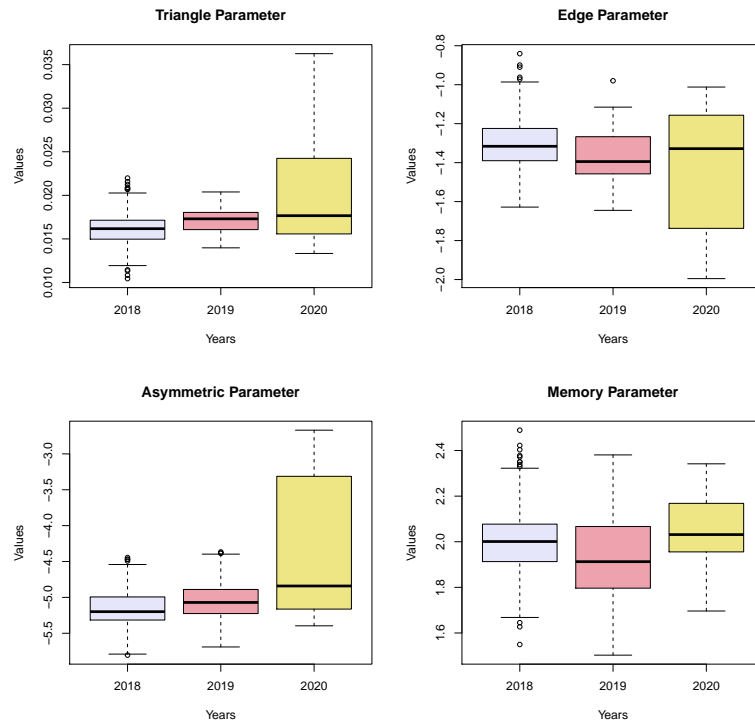 Triangle Parameter
Values
0.010 0.015 0.020 0.025 0.030 0.035
2018 2019 2020
Years
Edge Parameter
Values
−2.0 −1.8 −1.6 −1.4 −1.2 −1.0 −0.8
2018 2019 2020
Years
Asymmetric Parameter
Values
−5.5 −5.0 −4.5 −4.0 −3.5 −3.0
2018 2019 2020
Years
Memory Parameter
Values
1.6 1.8 2.0 2.2 2.4
2018 2019 2020
Years